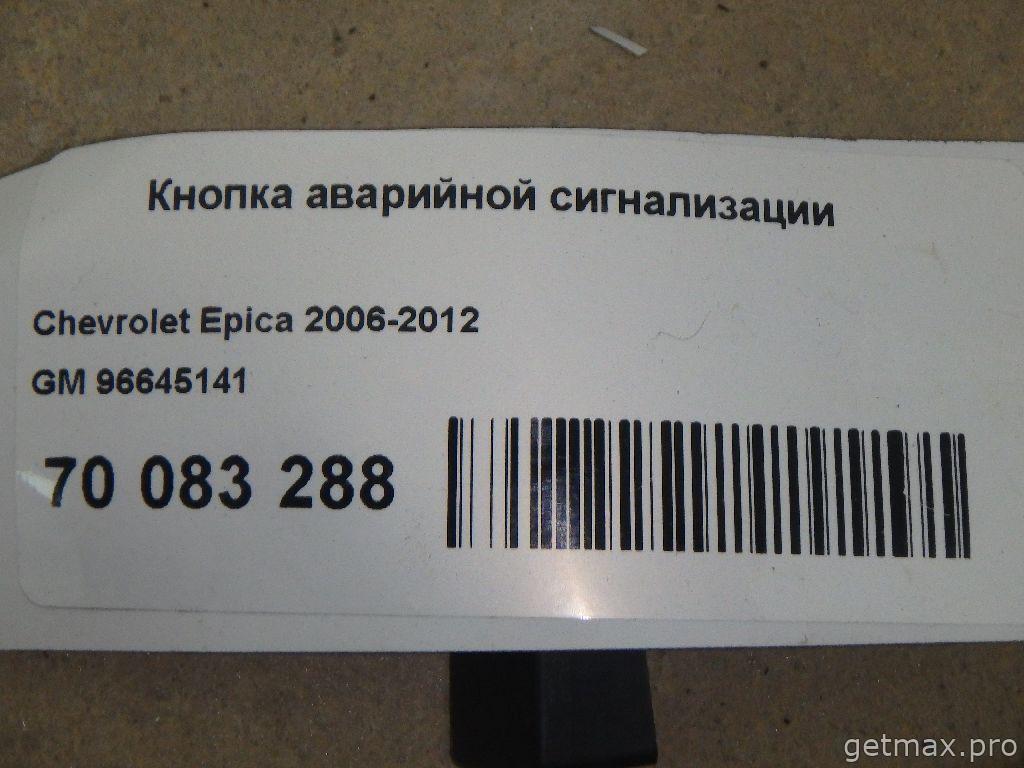 Кнопка аварийной сигнализации
Chevrolet Epica 2006-2012
GM 96645141
70 083 288
getmax.pro